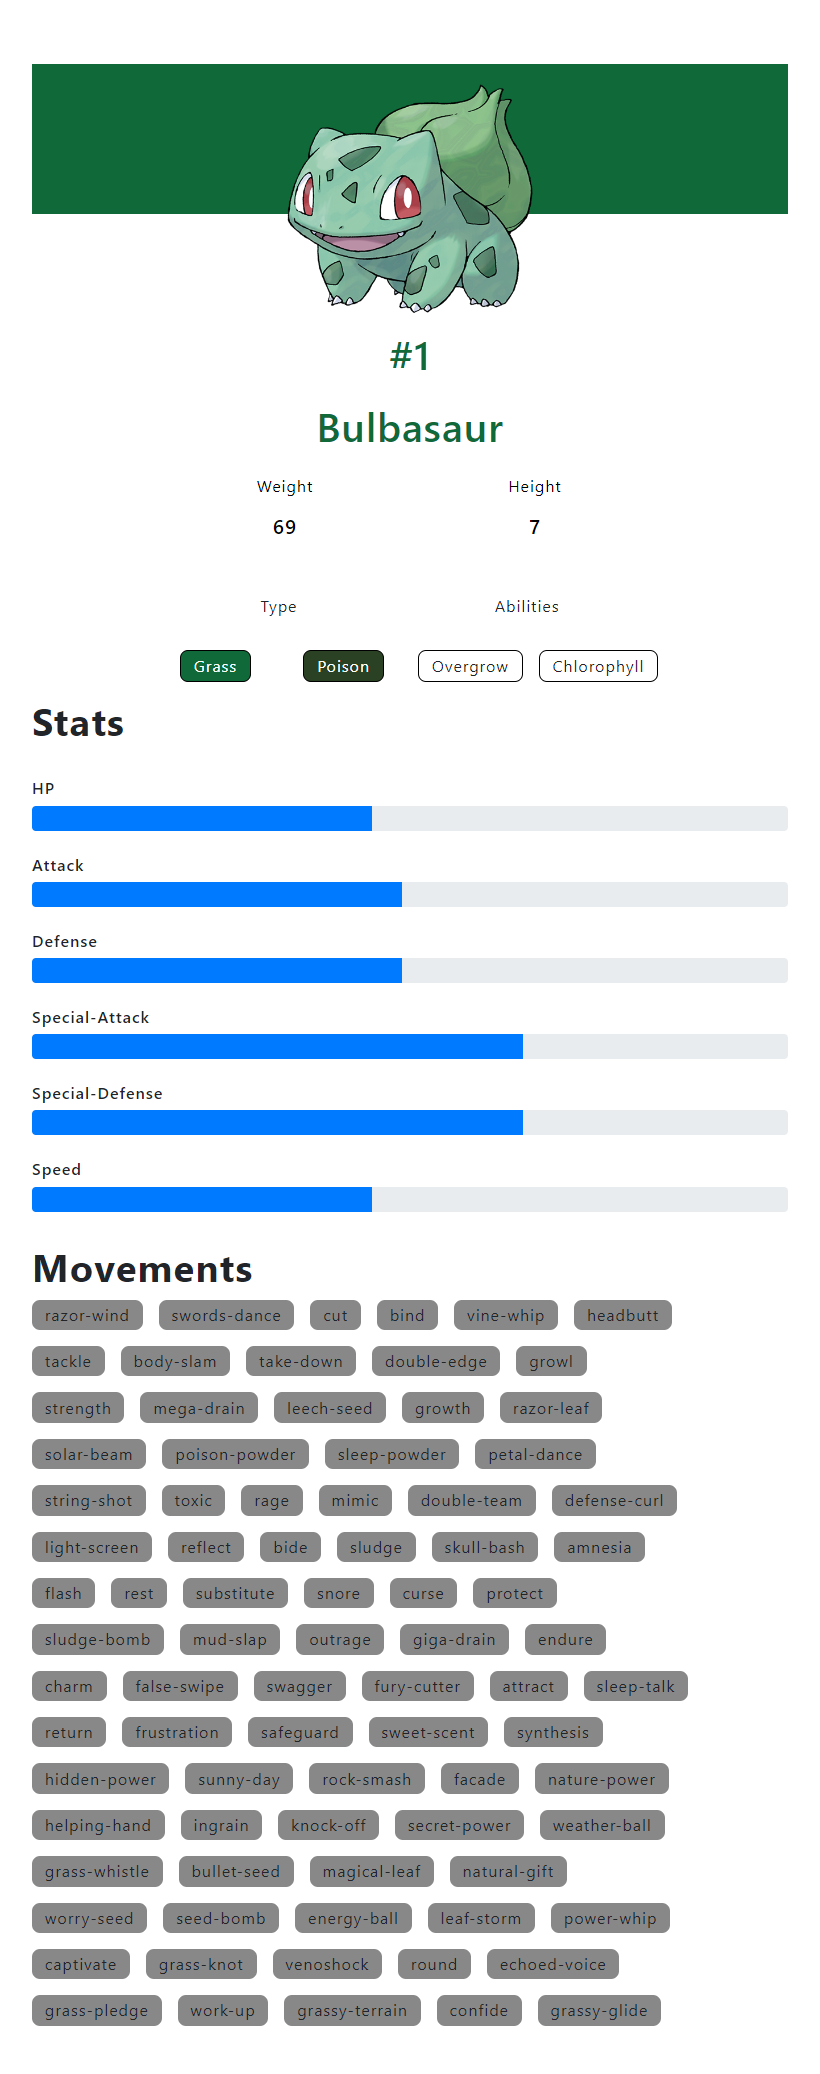 #1
Bulbasaur
Weight Height
69 7
Type Abilities
Grass Poison Overgrow Chlorophyll
Stats
HP
Attack
Defense
Special-Attack
Special-Defense
Speed
Movements
razor-wind swords-dance cut bind vine-whip headbutt
tackle body-slam take-down double-edge growl
strength mega-drain leech-seed growth razor-leaf
solar-beam poison-powder sleep-powder petal-dance
string-shot toxic rage mimic double-team defense-curl
light-screen reflect bide sludge skull-bash amnesia
flash rest substitute snore curse protect
sludge-bomb mud-slap outrage giga-drain endure
charm false-swipe swagger fury-cutter attract sleep-talk
return frustration safeguard sweet-scent synthesis
hidden-power sunny-day rock-smash facade nature-power
helping-hand ingrain knock-off secret-power weather-ball
grass-whistle bullet-seed magical-leaf natural-gift
worry-seed seed-bomb energy-ball leaf-storm power-whip
captivate grass-knot venoshock round echoed-voice
grass-pledge work-up grassy-terrain confide grassy-glide